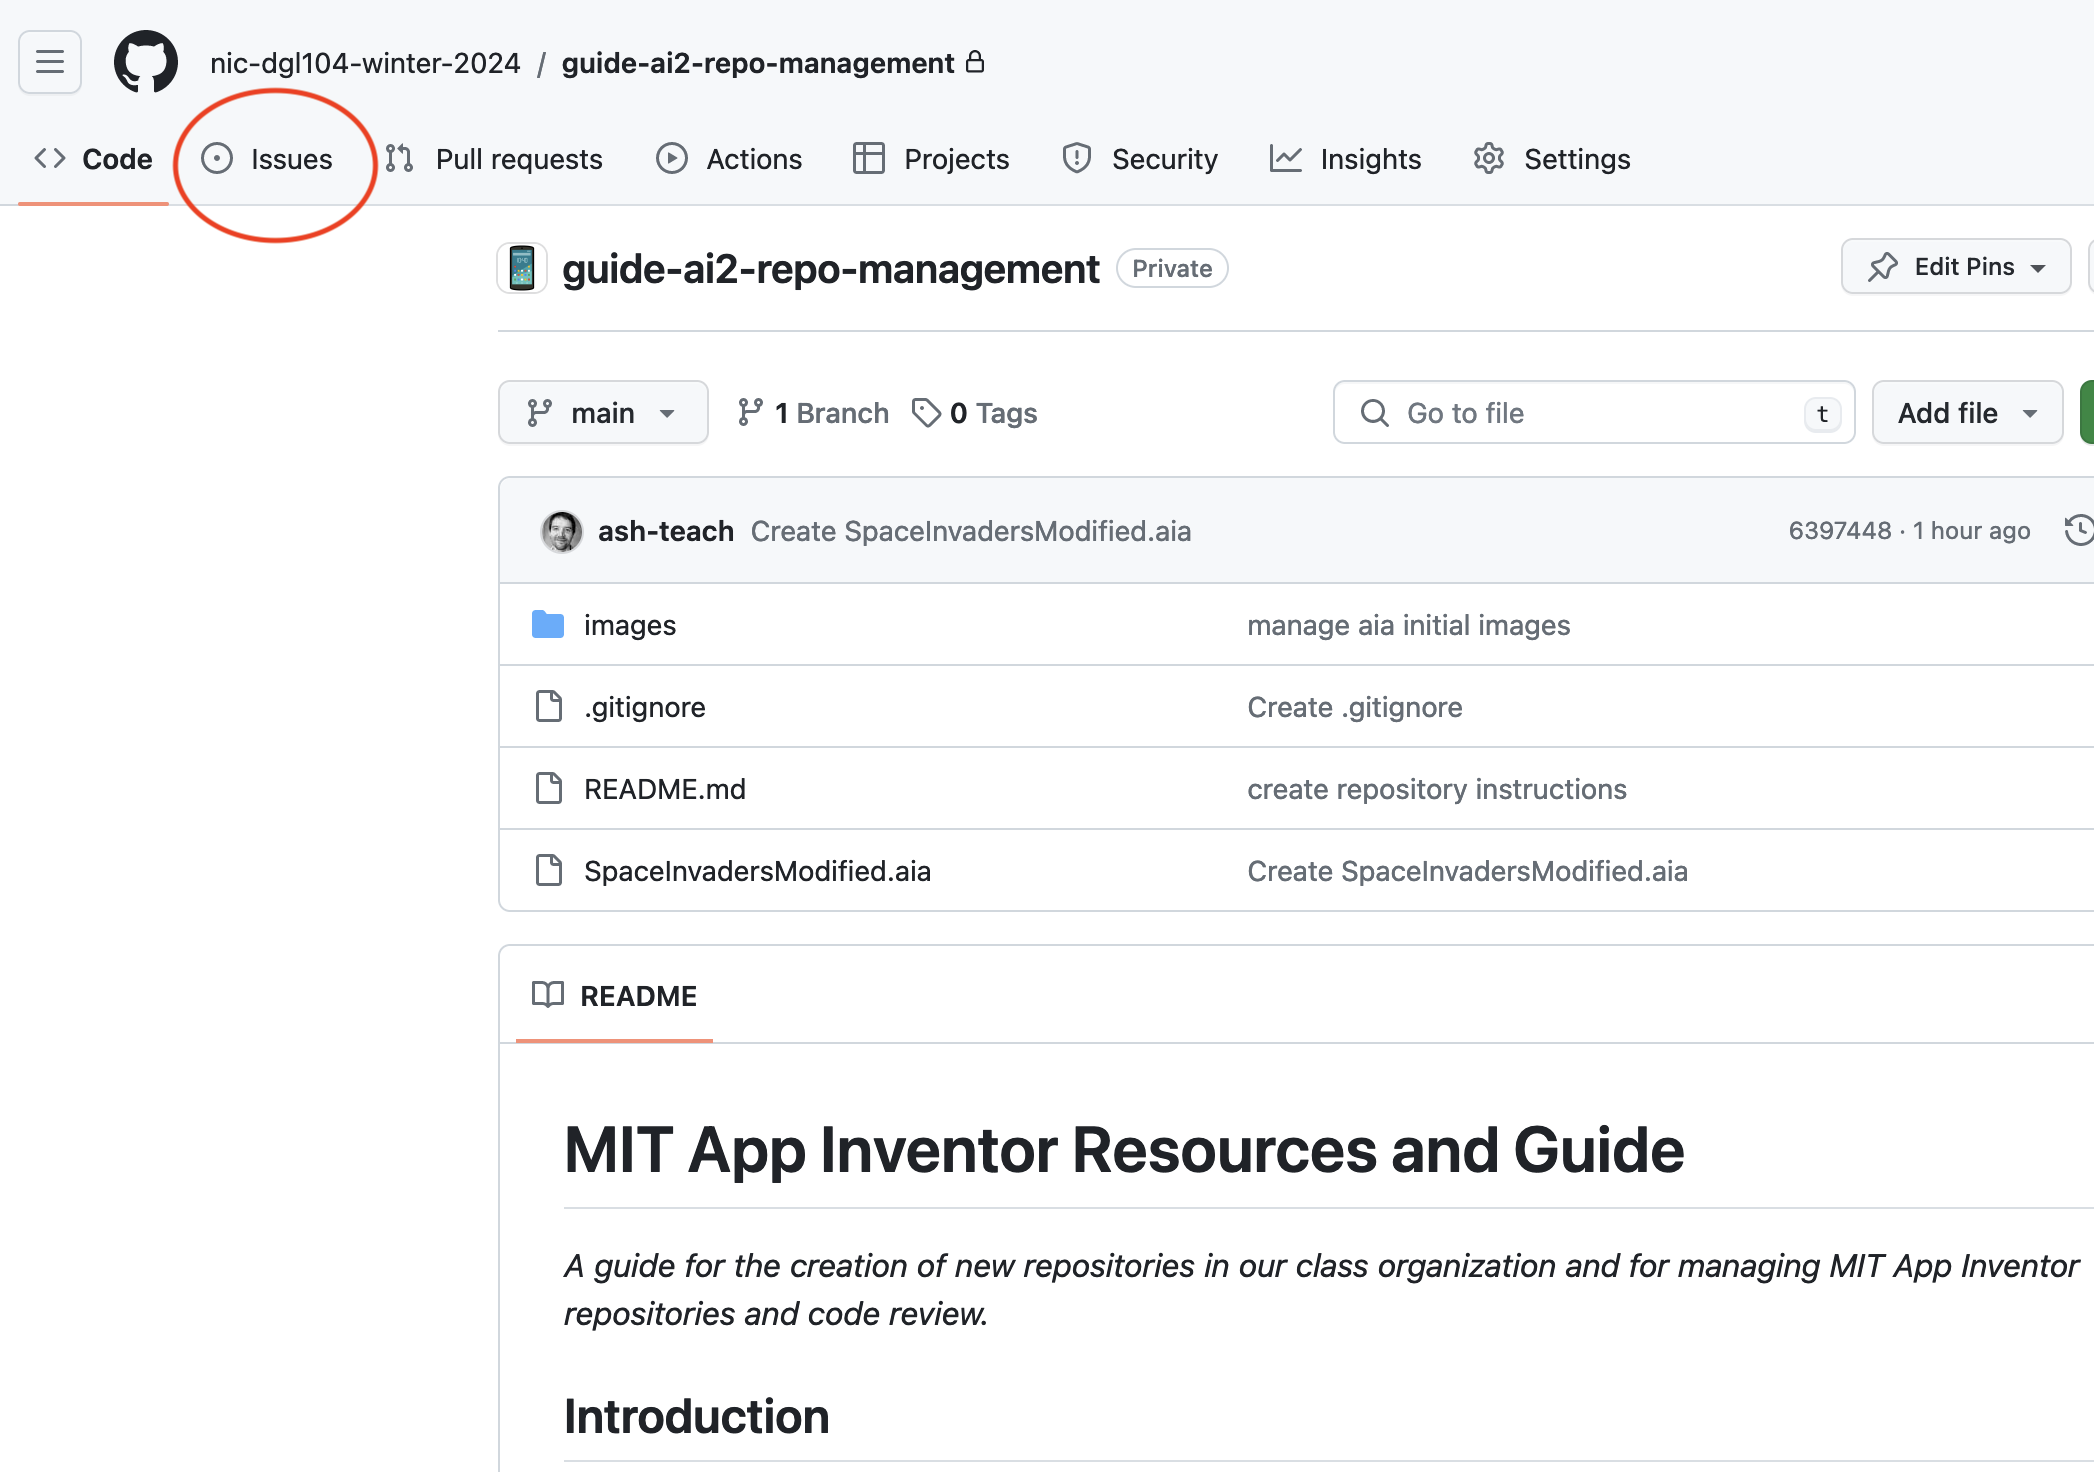 nic-dgl104-winter-2024 / guide-ai2-repo-management
Code Issues Pull requests Actions Projects Security Insights Settings
guide-ai2-repo-management Private Edit Pins
main 1 Branch 0 Tags Go to file t Add file
ash-teach Create SpaceInvadersModified.aia 6397448 · 1 hour ago
images manage aia initial images
.gitignore Create .gitignore
README.md create repository instructions
SpaceInvadersModified.aia Create SpaceInvadersModified.aia
README
MIT App Inventor Resources and Guide
A guide for the creation of new repositories in our class organization and for managing MIT App Inventor
repositories and code review.
Introduction